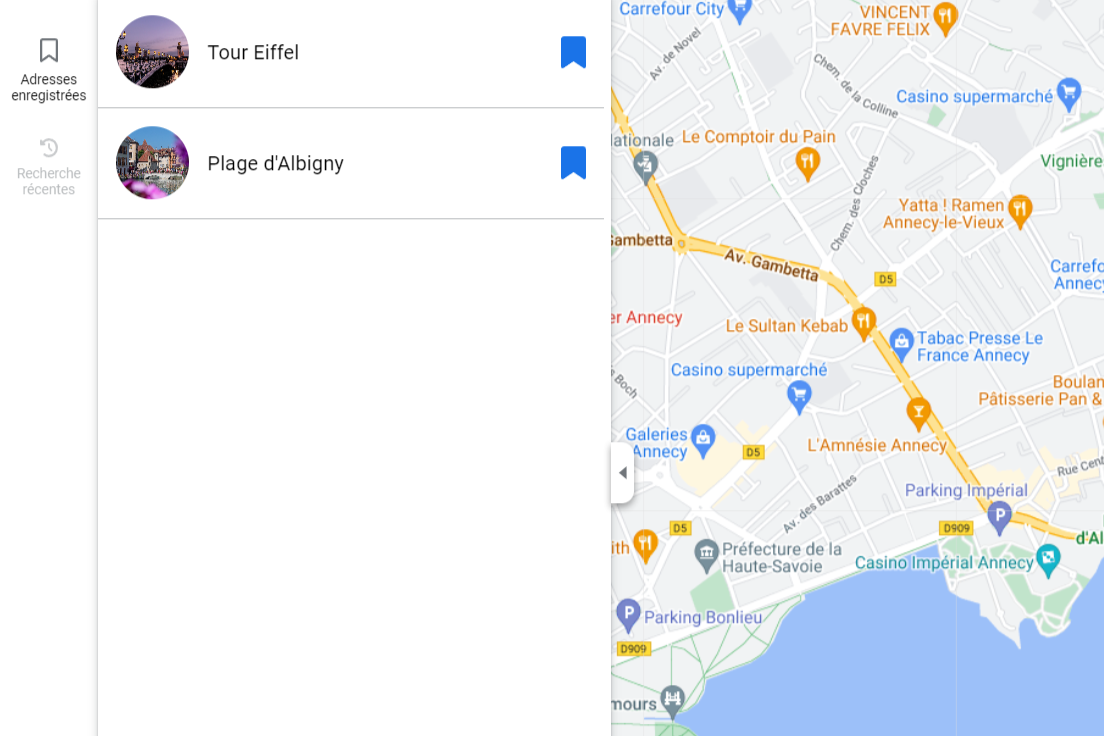 Adresses
enregistrées
Recherche
récentes
Tour Eiffel
Plage d'Albigny
Carrefour City
VINCENT
FAVRE FELIX
Av. de Novel
Chem. de la Colline
Casino supermarché
ationale
Le Comptoir du Pain
Vignière
Chem. des Cloches
Yatta ! Ramen
Annecy-le-Vieux
Gambetta
Av. Gambetta
D5
Carrefo
Annecy
er Annecy
Le Sultan Kebab
Tabac Presse Le
France Annecy
s Boch
Casino supermarché
Boulan
Pâtisserie Pan &
Galeries
Annecy
L'Amnésie Annecy
D5
Rue Cent
Av. des Barattes
Parking Impérial
D5
D909
d'Al
ith
Préfecture de la
Haute-Savoie
Casino Impérial Annecy
P
P
Parking Bonlieu
D909
mours